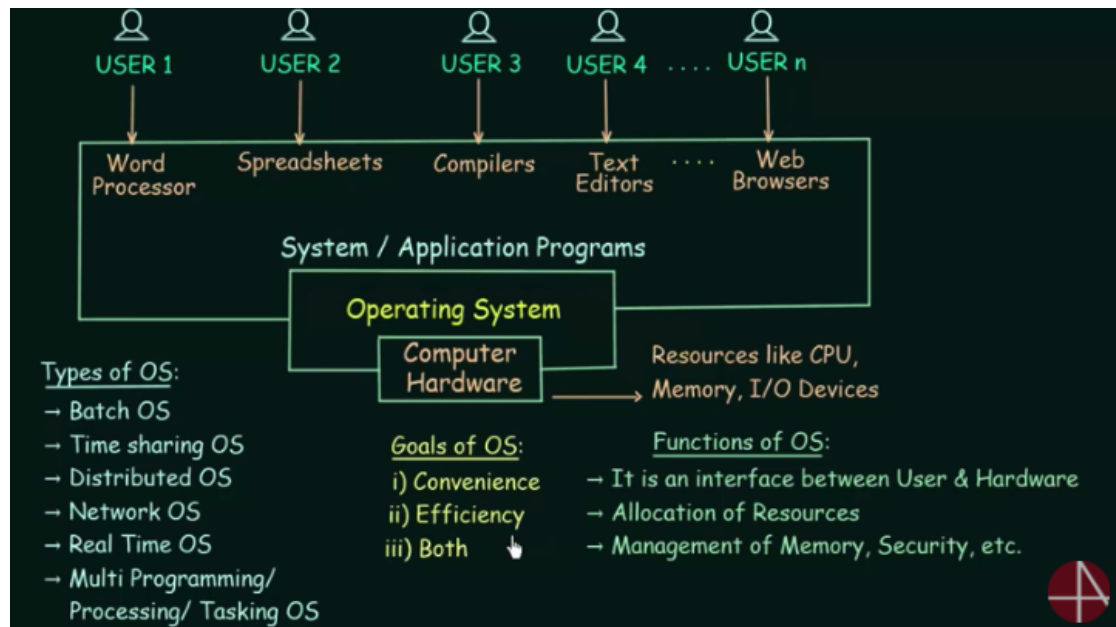 USER 1 USER 2 USER 3 USER 4 .... USER n
Word Processor
Spreadsheets
Compilers
Text Editors
....
Web Browsers
System / Application Programs
Operating System
Computer
Hardware
Resources like CPU,
Memory, I/O Devices
Types of OS:
→ Batch OS
→ Time sharing OS
→ Distributed OS
→ Network OS
→ Real Time OS
→ Multi Programming/
Processing/ Tasking OS
Goals of OS:
i) Convenience
ii) Efficiency
iii) Both
Functions of OS:
→ It is an interface between User & Hardware
→ Allocation of Resources
→ Management of Memory, Security, etc.